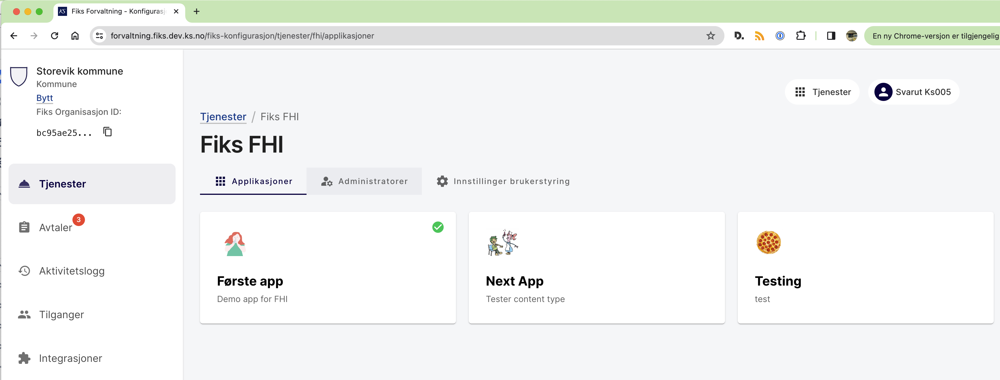 KS Fiks Forvaltning - Konfigurasj
forvaltning.fiks.dev.ks.no/fiks-konfigurasjon/tjenester/fhi/applikasjoner
D.
En ny Chrome-versjon er tilgjengelig
Storevik kommune
Kommune
Bytt
Fiks Organisasjon ID:
bc95ae25...
Tjenester
Avtaler 3
Aktivitetslogg
Tilganger
Integrasjoner
Tjenester
Svarut Ks005
Tjenester / Fiks FHI
Fiks FHI
Applikasjoner
Administratorer
Innstillinger brukerstyring
Første app
Demo app for FHI
Next App
Tester content type
Testing
test